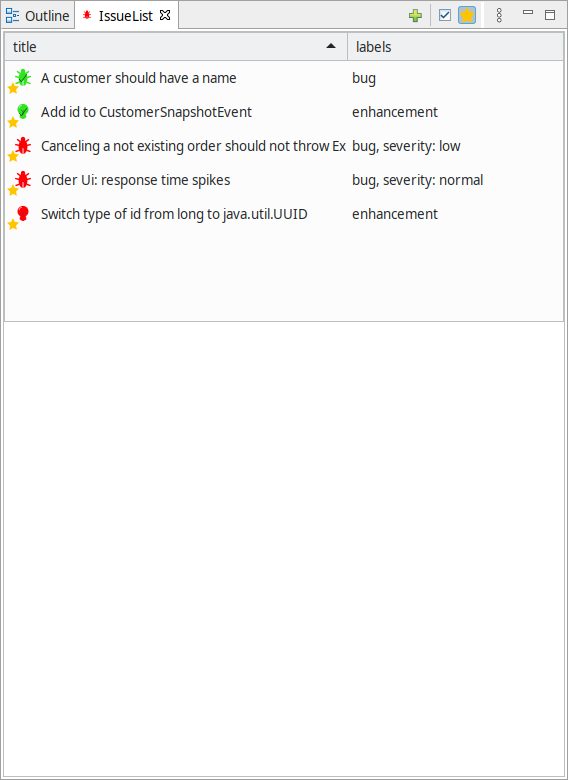 Outline
IssueList
title labels
A customer should have a name bug
Add id to CustomerSnapshotEvent enhancement
Canceling a not existing order should not throw Ex bug, severity: low
Order Ui: response time spikes bug, severity: normal
Switch type of id from long to java.util.UUID enhancement